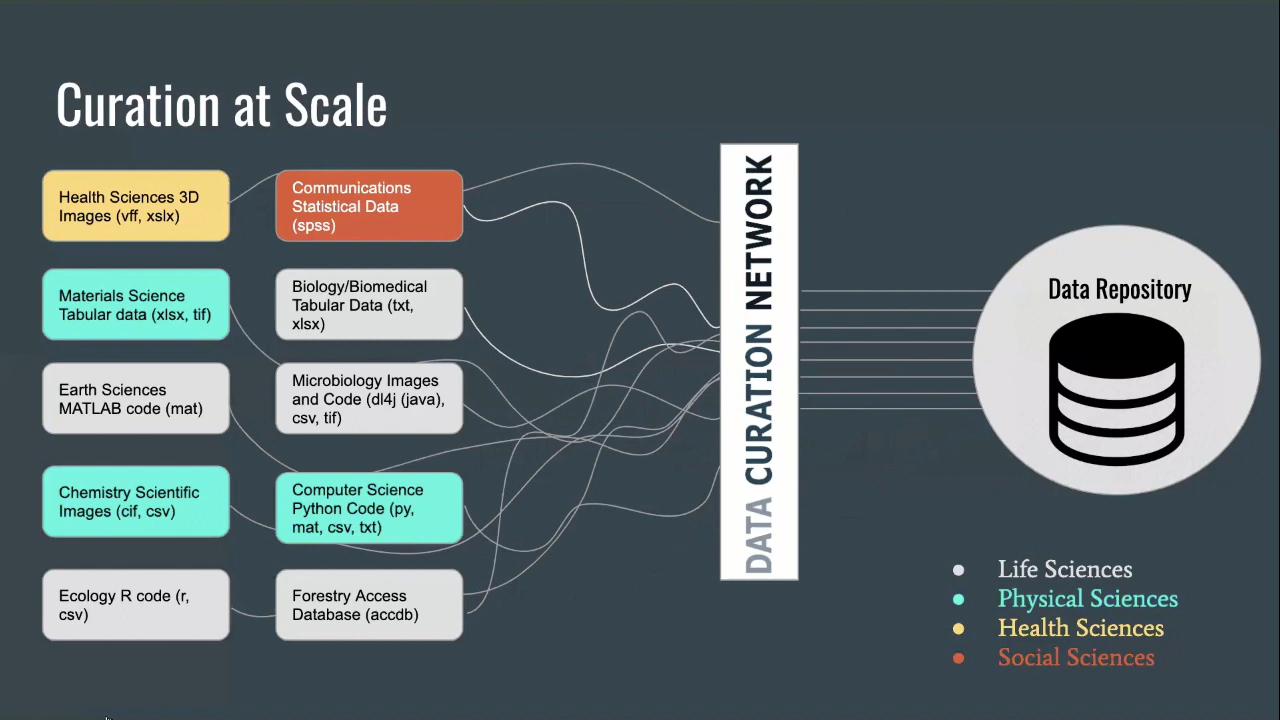 Curation at Scale
Health Sciences 3D
Images (vff, xslx)
Communications
Statistical Data
(spss)
Materials Science
Tabular data (xlsx, tif)
Biology/Biomedical
Tabular Data (txt,
xlsx)
Earth Sciences
MATLAB code (mat)
Microbiology Images
and Code (dl4j (java),
csv, tif)
Chemistry Scientific
Images (cif, csv)
Computer Science
Python Code (py,
mat, csv, txt)
Ecology R code (r,
csv)
Forestry Access
Database (accdb)
DATA CURATION NETWORK
Data Repository
Life Sciences
Physical Sciences
Health Sciences
Social Sciences